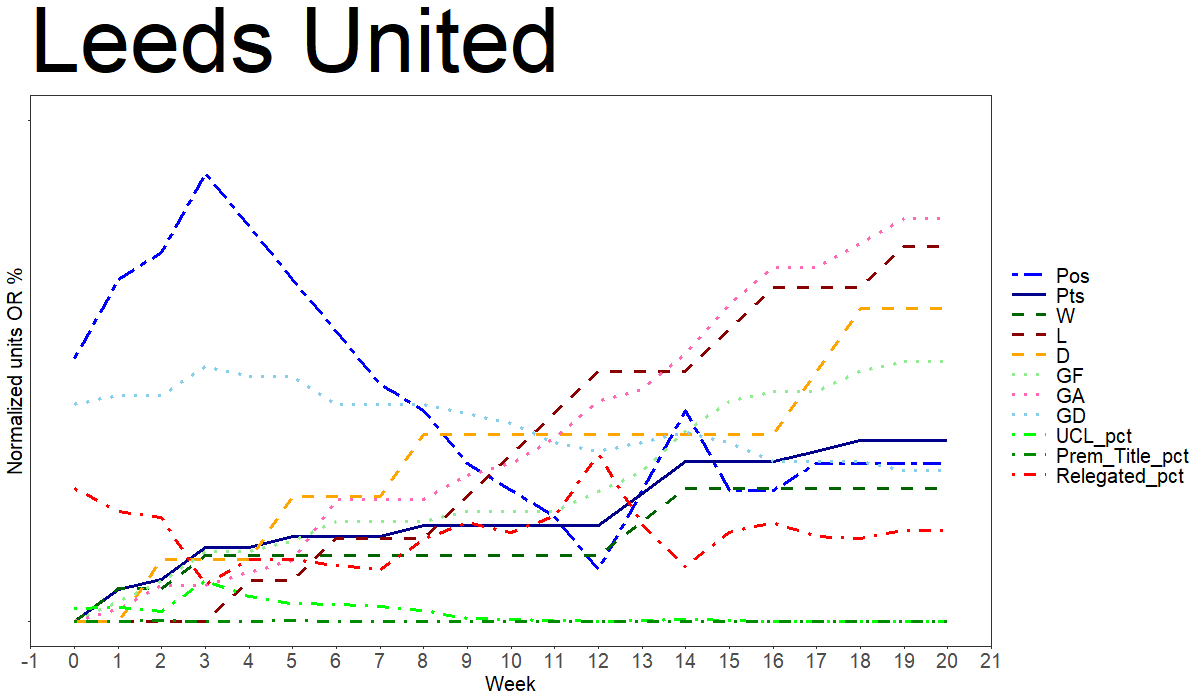 Leeds United
Normalized units OR %
Pos
Pts
W
L
D
GF
GA
GD
UCL_pct
Prem_Title_pct
Relegated_pct
-1 0 1 2 3 4 5 6 7 8 9 10 11 12 13 14 15 16 17 18 19 20 21
Week